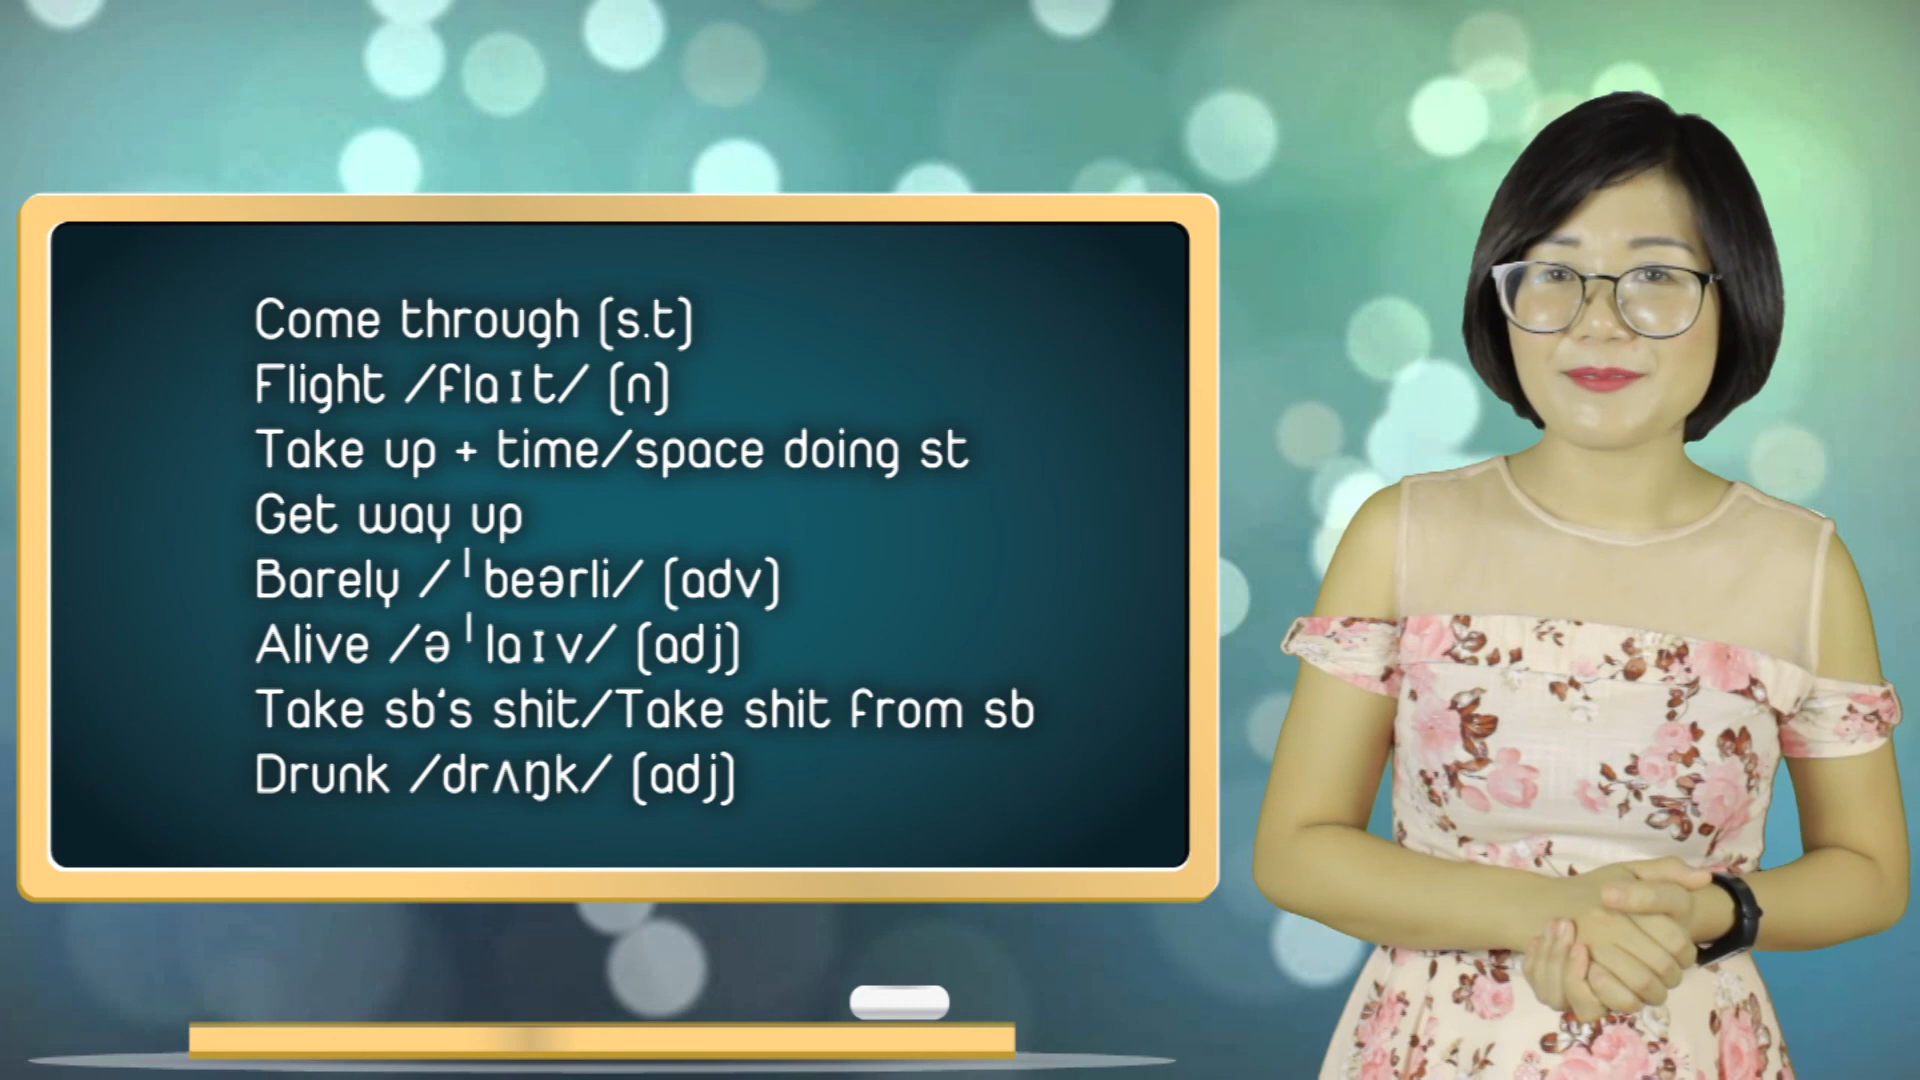 Come through (s.t)
Flight /flaɪt/ (n)
Take up + time/space doing st
Get way up
Barely /ˈbeərli/ (adv)
Alive /əˈlaɪv/ (adj)
Take sb's shit/Take shit from sb
Drunk /drʌŋk/ (adj)